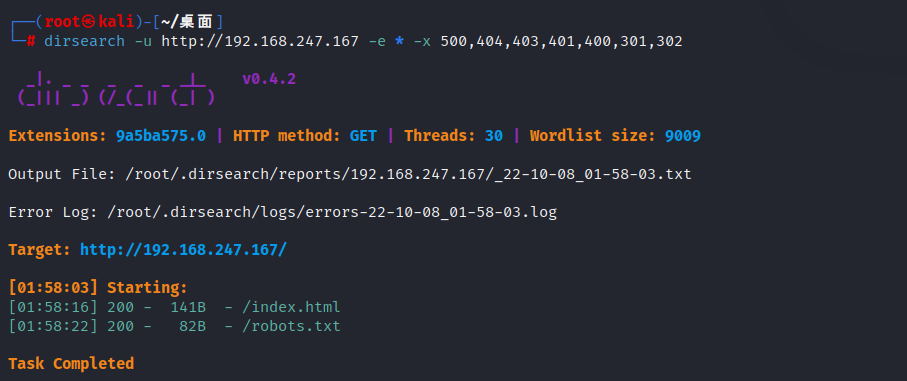 ┌──(root㉿kali)-[~/桌面]
└─# dirsearch -u http://192.168.247.167 -e * -x 500,404,403,401,400,301,302
  _|. _ _  _  _  _ _|_    v0.4.2
 (_||| _) (/_(_|| (_| )
Extensions: 9a5ba575.0 | HTTP method: GET | Threads: 30 | Wordlist size: 9009
Output File: /root/.dirsearch/reports/192.168.247.167/_22-10-08_01-58-03.txt
Error Log: /root/.dirsearch/logs/errors-22-10-08_01-58-03.log
Target: http://192.168.247.167/
[01:58:03] Starting:
[01:58:16] 200 -  141B  - /index.html
[01:58:22] 200 -   82B  - /robots.txt
Task Completed